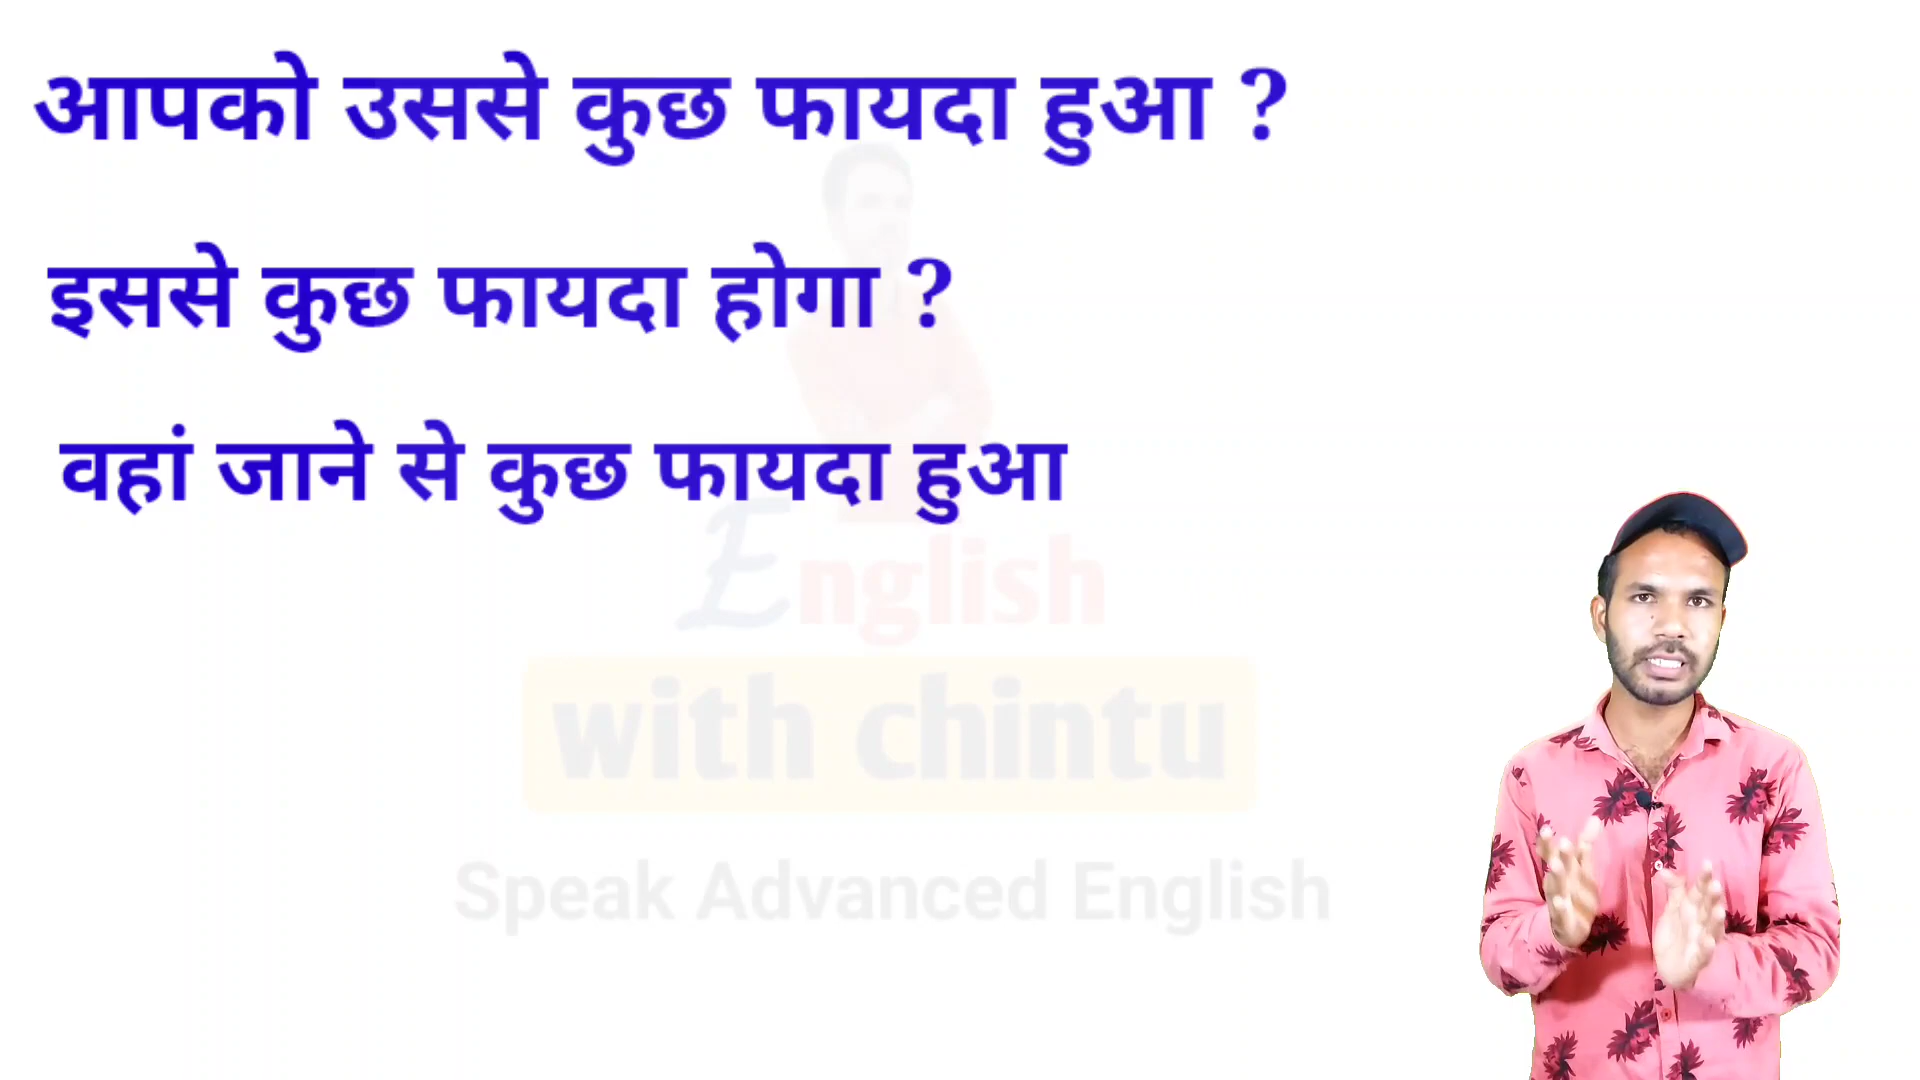 आपको उससे कुछ फायदा हुआ ?
इससे कुछ फायदा होगा ?
वहां जाने से कुछ फायदा हुआ
English
with chintu
Speak Advanced English